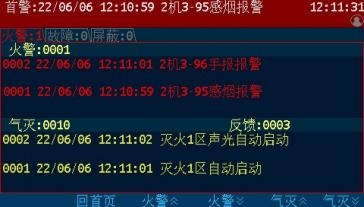 首警:22/06/06 12:10:59 2机3-95感烟报警 12:11:31
火警:1 故障:0 屏蔽:0
火警:0001
0002 22/06/06 12:11:01 2机3-96手报报警
0001 22/06/06 12:10:59 2机3-95感烟报警
气灭:0010 反馈:0003
0002 22/06/06 12:11:02 灭火1区声光启动
0001 22/06/06 12:11:01 灭火1区自动启动
回首页 火警 火警 气灭 气灭